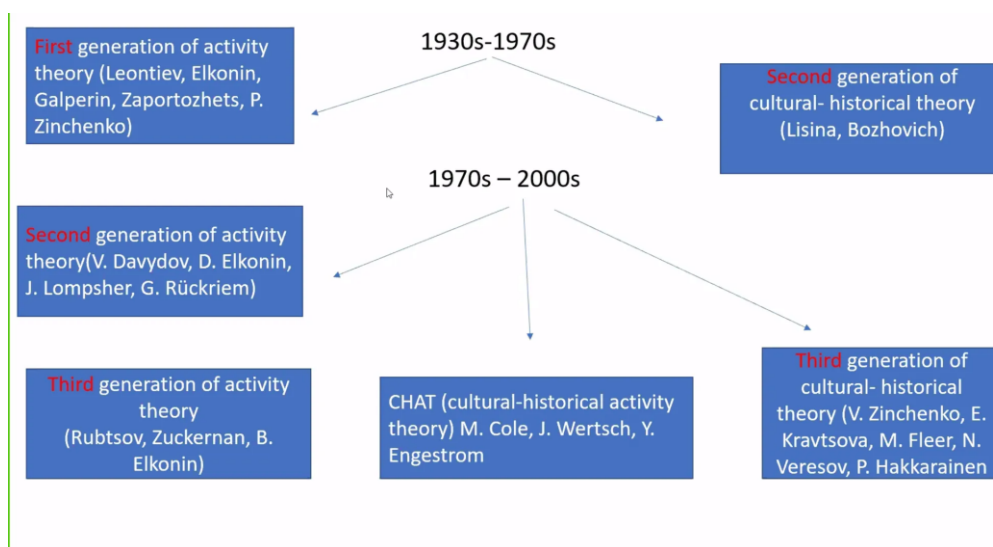 1930s-1970s
First generation of activity
theory (Leontiev, Elkonin,
Galperin, Zaportozhets, P.
Zinchenko)
Second generation of
cultural- historical theory
(Lisina, Bozhovich)
1970s – 2000s
Second generation of activity
theory(V. Davydov, D. Elkonin,
J. Lompsher, G. Rückriem)
Third generation of activity
theory
(Rubtsov, Zuckernan, B.
Elkonin)
CHAT (cultural-historical activity
theory) M. Cole, J. Wertsch, Y.
Engestrom
Third generation of
cultural- historical
theory (V. Zinchenko, E.
Kravtsova, M. Fleer, N.
Veresov, P. Hakkarainen